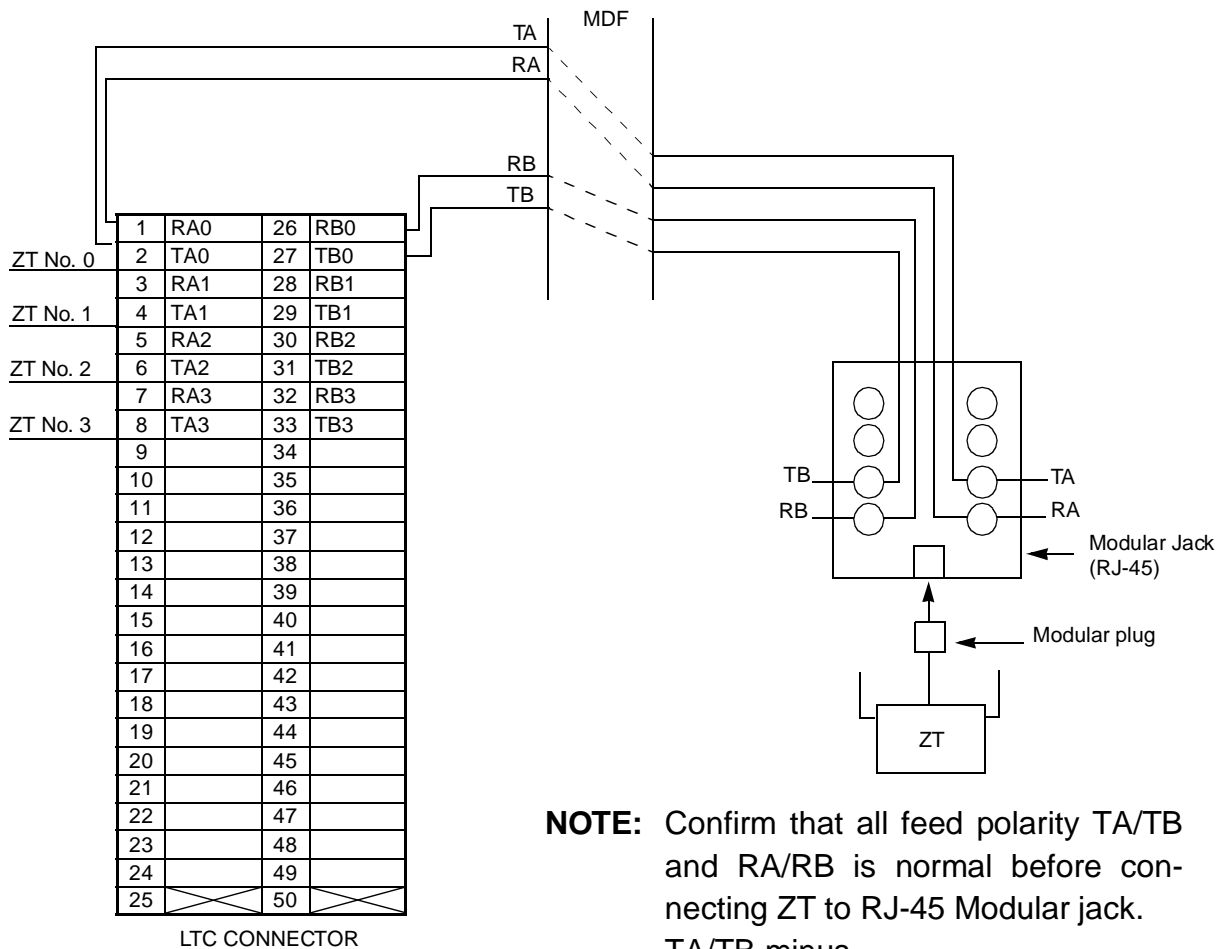 MDF
TA
RA
RB
TB
1 RA0 26 RB0
ZT No. 0 2 TA0 27 TB0
3 RA1 28 RB1
ZT No. 1 4 TA1 29 TB1
5 RA2 30 RB2
ZT No. 2 6 TA2 31 TB2
7 RA3 32 RB3
ZT No. 3 8 TA3 33 TB3
9 34
10 35
11 36
12 37
13 38
14 39
15 40
16 41
17 42
18 43
19 44
20 45
21 46
22 47
23 48
24 49
25 50
LTC CONNECTOR
TB TA
RB RA
Modular Jack
(RJ-45)
Modular plug
ZT
NOTE: Confirm that all feed polarity TA/TB
and RA/RB is normal before con-
necting ZT to RJ-45 Modular jack.
TA/TB minus